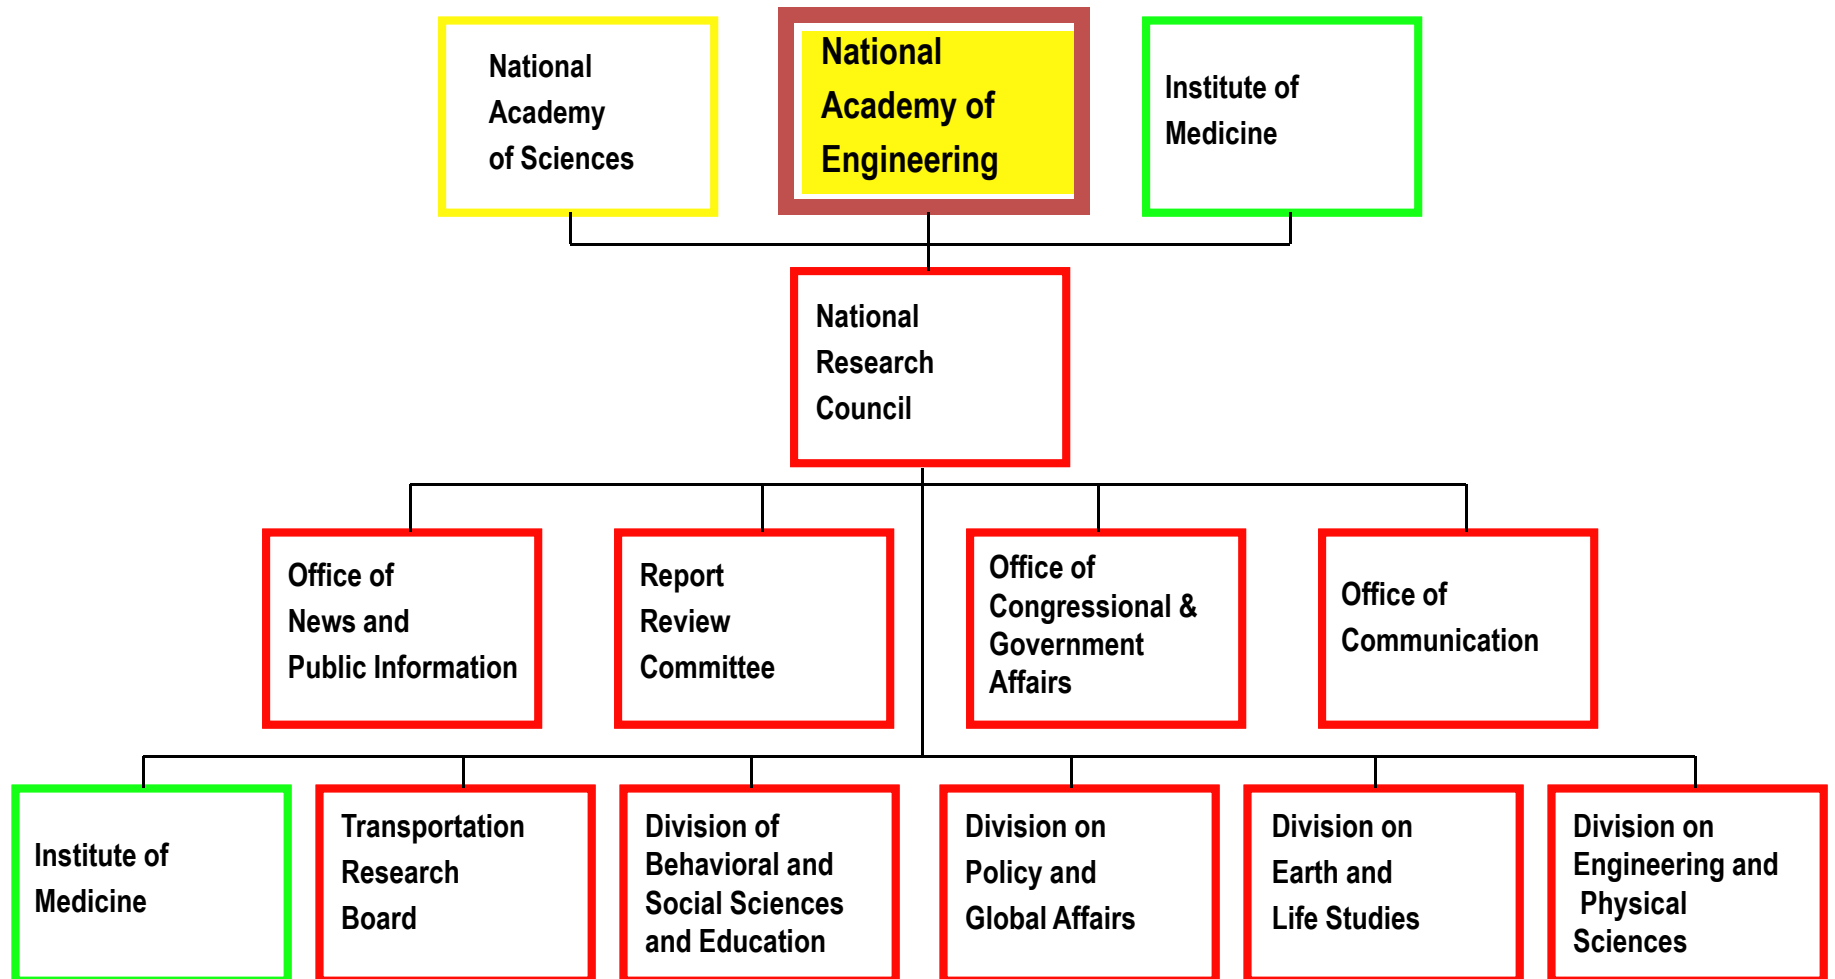 National
Academy
of Sciences
National
Academy of
Engineering
Institute of
Medicine
National
Research
Council
Office of
News and
Public Information
Report
Review
Committee
Office of
Congressional &
Government
Affairs
Office of
Communication
Institute of
Medicine
Transportation
Research
Board
Division of
Behavioral and
Social Sciences
and Education
Division on
Policy and
Global Affairs
Division on
Earth and
Life Studies
Division on
Engineering and
Physical
Sciences